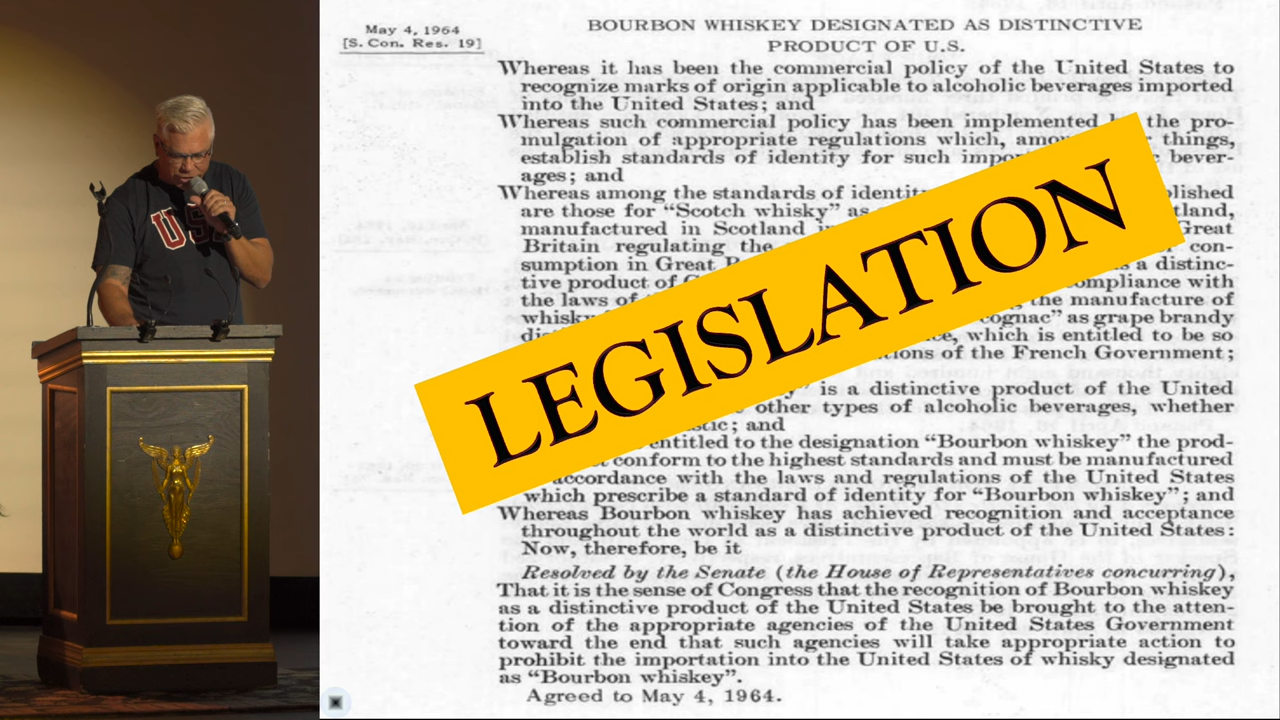 May 4, 1964
[S. Con. Res. 19]
BOURBON WHISKEY DESIGNATED AS DISTINCTIVE
PRODUCT OF U.S.
Whereas it has been the commercial policy of the United States to
recognize marks of origin applicable to alcoholic beverages imported
into the United States; and
Whereas such commercial policy has been implemented the pro-
mulgation of appropriate regulations which, things,
establish standards of identity for such bever-
ages; and
Whereas among the standards of
are those for “Scotch whisky” as
manufactured in Scotland Great
Britain regulating the con-
sumption in Great a distinc-
tive product of with
the laws of the manufacture of
as grape brandy
which is entitled to be so
of the French Government;
is a distinctive product of the United
other types of alcoholic beverages, whether
and
entitled to the designation “Bourbon whiskey” the prod-
conform to the highest standards and must be manufactured
accordance with the laws and regulations of the United States
which prescribe a standard of identity for “Bourbon whiskey”; and
Whereas Bourbon whiskey has achieved recognition and acceptance
throughout the world as a distinctive product of the United States:
Now, therefore, be it
Resolved by the Senate (the House of Representatives concurring),
That it is the sense of Congress that the recognition of Bourbon whiskey
as a distinctive product of the United States be brought to the atten-
tion of the appropriate agencies of the United States Government
toward the end that such agencies will take appropriate action to
prohibit the importation into the United States of whisky designated
as “Bourbon whiskey”.
Agreed to May 4, 1964.
LEGISLATION